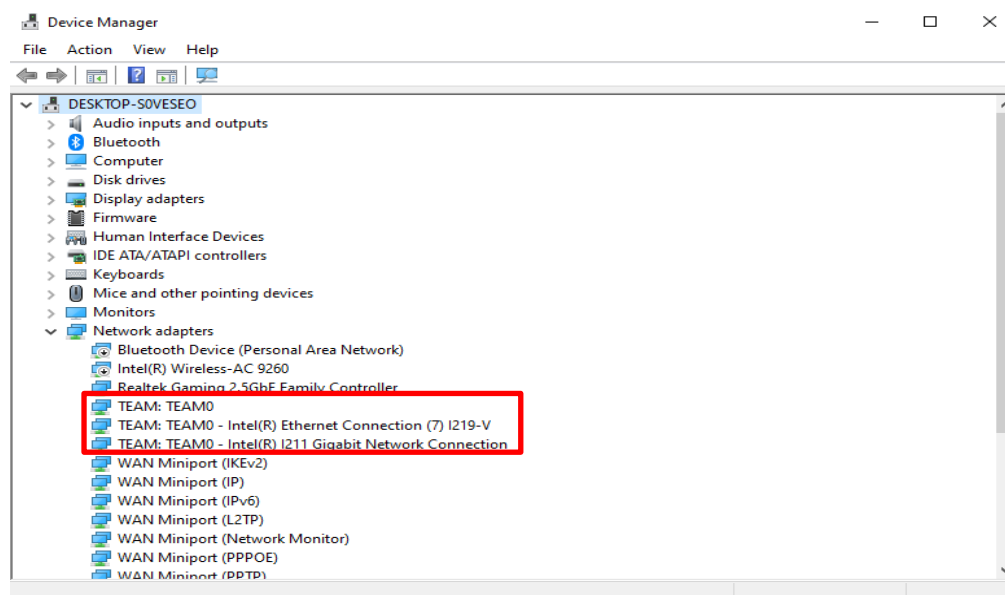 Device Manager
File Action View Help
DESKTOP-S0VESEO
Audio inputs and outputs
Bluetooth
Computer
Disk drives
Display adapters
Firmware
Human Interface Devices
IDE ATA/ATAPI controllers
Keyboards
Mice and other pointing devices
Monitors
Network adapters
Bluetooth Device (Personal Area Network)
Intel(R) Wireless-AC 9260
Realtek Gaming 2.5GbE Family Controller
TEAM: TEAM0
TEAM: TEAM0 - Intel(R) Ethernet Connection (7) I219-V
TEAM: TEAM0 - Intel(R) I211 Gigabit Network Connection
WAN Miniport (IKEv2)
WAN Miniport (IP)
WAN Miniport (IPv6)
WAN Miniport (L2TP)
WAN Miniport (Network Monitor)
WAN Miniport (PPPOE)
WAN Miniport (PPTP)